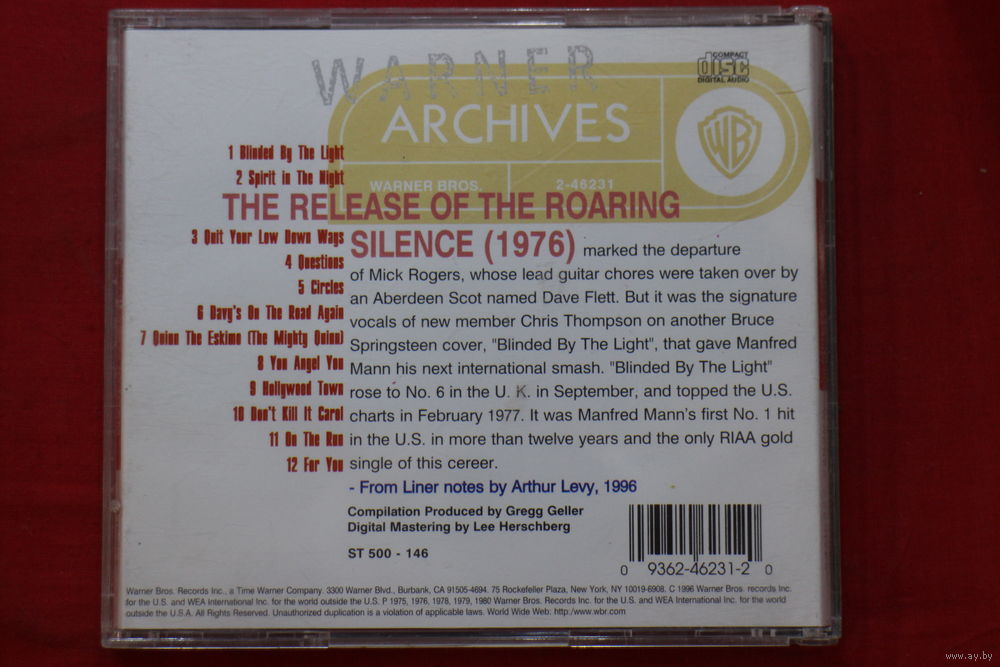 WARNER
ARCHIVES
COMPACT
disc
DIGITAL AUDIO
WB
WARNER BROS.
2-46231
1 Blinded By The Light
2 Spirit in The Night
3 Quit Your Low Down Ways
4 Questions
5 Circles
6 Davy's On The Road Again
7 Quinn The Eskimo (The Mighty Quinn)
8 You Angel You
9 Hollywood Town
10 Don't Kill It Carol
11 On The Run
12 For You
THE RELEASE OF THE ROARING
SILENCE (1976) marked the departure
of Mick Rogers, whose lead guitar chores were taken over by
an Aberdeen Scot named Dave Flett. But it was the signature
vocals of new member Chris Thompson on another Bruce
Springsteen cover, "Blinded By The Light", that gave Manfred
Mann his next international smash. "Blinded By The Light"
rose to No. 6 in the U. K. in September, and topped the U.S.
charts in February 1977. It was Manfred Mann's first No. 1 hit
in the U.S. in more than twelve years and the only RIAA gold
single of this cereer.
- From Liner notes by Arthur Levy, 1996
Compilation Produced by Gregg Geller
Digital Mastering by Lee Herschberg
ST 500 - 146
0 9362-46231-2 0
Warner Bros. Records Inc., a Time Warner Company. 3300 Warner Blvd., Burbank, CA 91505-4694. 75 Rockefeller Plaza, New York, NY 10019-6908. C 1996 Warner Bros. records Inc.
for the U.S. and WEA International Inc. for the world outside the U.S. P 1975, 1976, 1978, 1979, 1980 Warner Bros. Records Inc. for the U.S. and WEA International Inc. for the world
outside the U.S.A. All Rights Reserved. Unauthorized duplication is a violation of applicable laws. World Wide Web: http:/www.wbr.com
www.ay.by